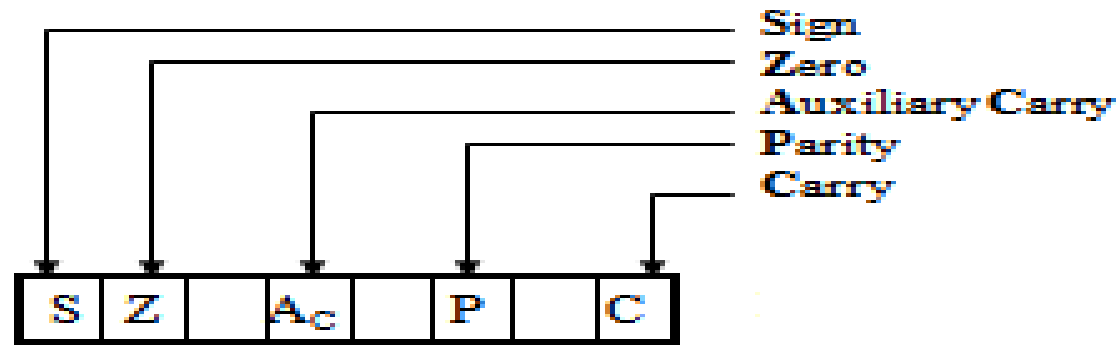 Sign
Zero
Auxiliary Carry
Parity
Carry
S Z AC P C